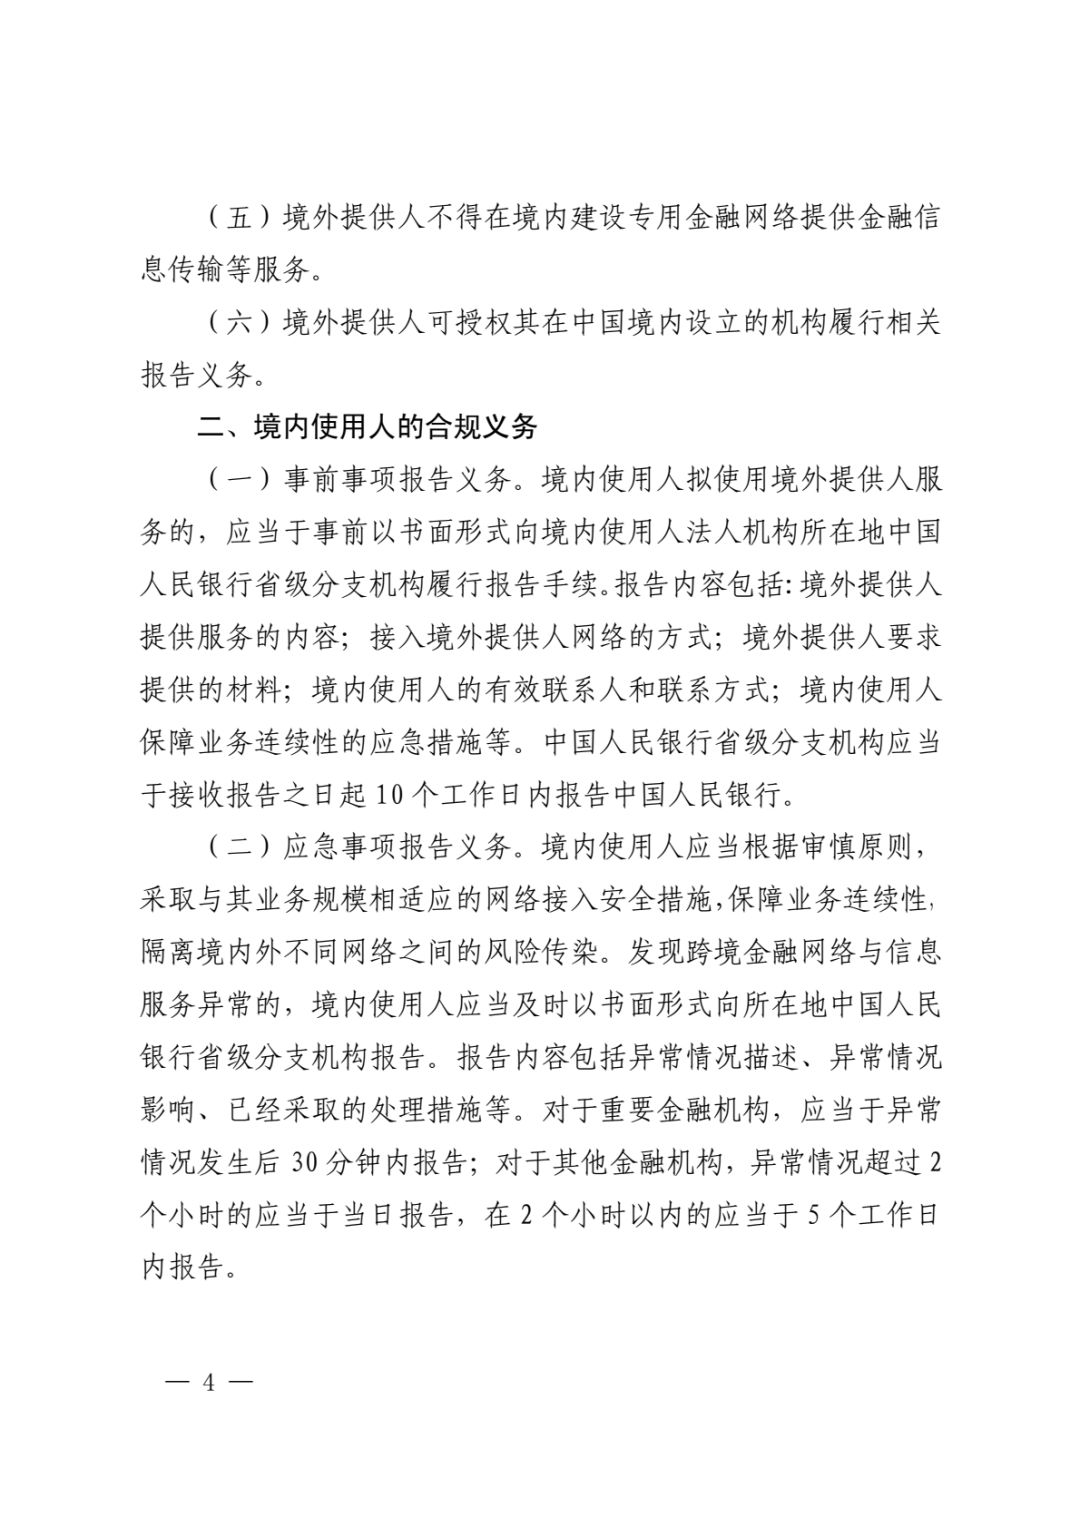 （五）境外提供人不得在境内建设专用金融网络提供金融信
息传输等服务。
（六）境外提供人可授权其在中国境内设立的机构履行相关
报告义务。
二、境内使用人的合规义务
（一）事前事项报告义务。境内使用人拟使用境外提供人服
务的，应当于事前以书面形式向境内使用人法人机构所在地中国
人民银行省级分支机构履行报告手续。报告内容包括：境外提供人
提供服务的内容；接入境外提供人网络的方式；境外提供人要求
提供的材料；境内使用人的有效联系人和联系方式；境内使用人
保障业务连续性的应急措施等。中国人民银行省级分支机构应当
于接收报告之日起 10 个工作日内报告中国人民银行。
（二）应急事项报告义务。境内使用人应当根据审慎原则，
采取与其业务规模相适应的网络接入安全措施，保障业务连续性，
隔离境内外不同网络之间的风险传染。发现跨境金融网络与信息
服务异常的，境内使用人应当及时以书面形式向所在地中国人民
银行省级分支机构报告。报告内容包括异常情况描述、异常情况
影响、已经采取的处理措施等。对于重要金融机构，应当于异常
情况发生后 30 分钟内报告；对于其他金融机构，异常情况超过 2
个小时的应当于当日报告，在 2 个小时以内的应当于 5 个工作日
内报告。
— 4 —